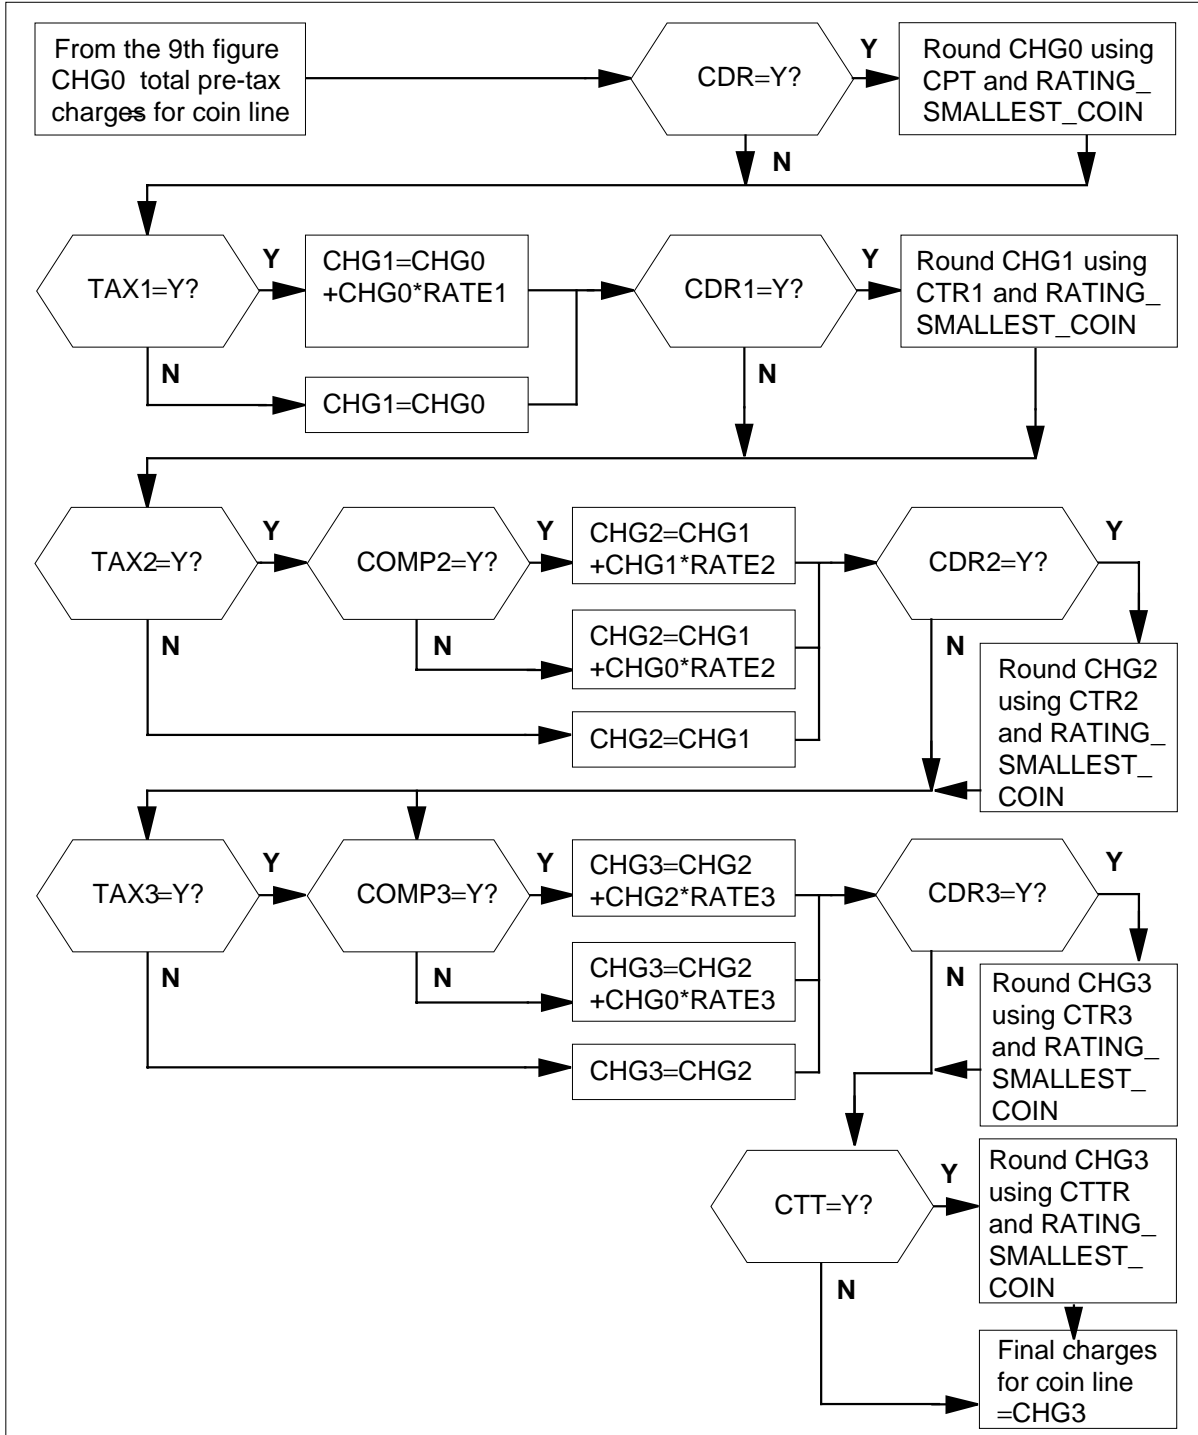 From the 9th figure
CHG0 total pre-tax
charges for coin line
CDR=Y?
Y
Round CHG0 using
CPT and RATING_
SMALLEST_COIN
N
TAX1=Y?
Y
CHG1=CHG0
+CHG0*RATE1
CDR1=Y?
Y
Round CHG1 using
CTR1 and RATING_
SMALLEST_COIN
N
CHG1=CHG0
N
TAX2=Y?
Y
COMP2=Y?
Y
CHG2=CHG1
+CHG1*RATE2
CDR2=Y?
Y
N
N
CHG2=CHG1
+CHG0*RATE2
N
Round CHG2
using CTR2
and RATING_
SMALLEST_
COIN
CHG2=CHG1
TAX3=Y?
Y
COMP3=Y?
Y
CHG3=CHG2
+CHG2*RATE3
CDR3=Y?
Y
N
N
CHG3=CHG2
+CHG0*RATE3
N
Round CHG3
using CTR3
and RATING_
SMALLEST_
COIN
CHG3=CHG2
CTT=Y?
Y
Round CHG3
using CTTR
and RATING_
SMALLEST_
COIN
N
Final charges
for coin line
=CHG3